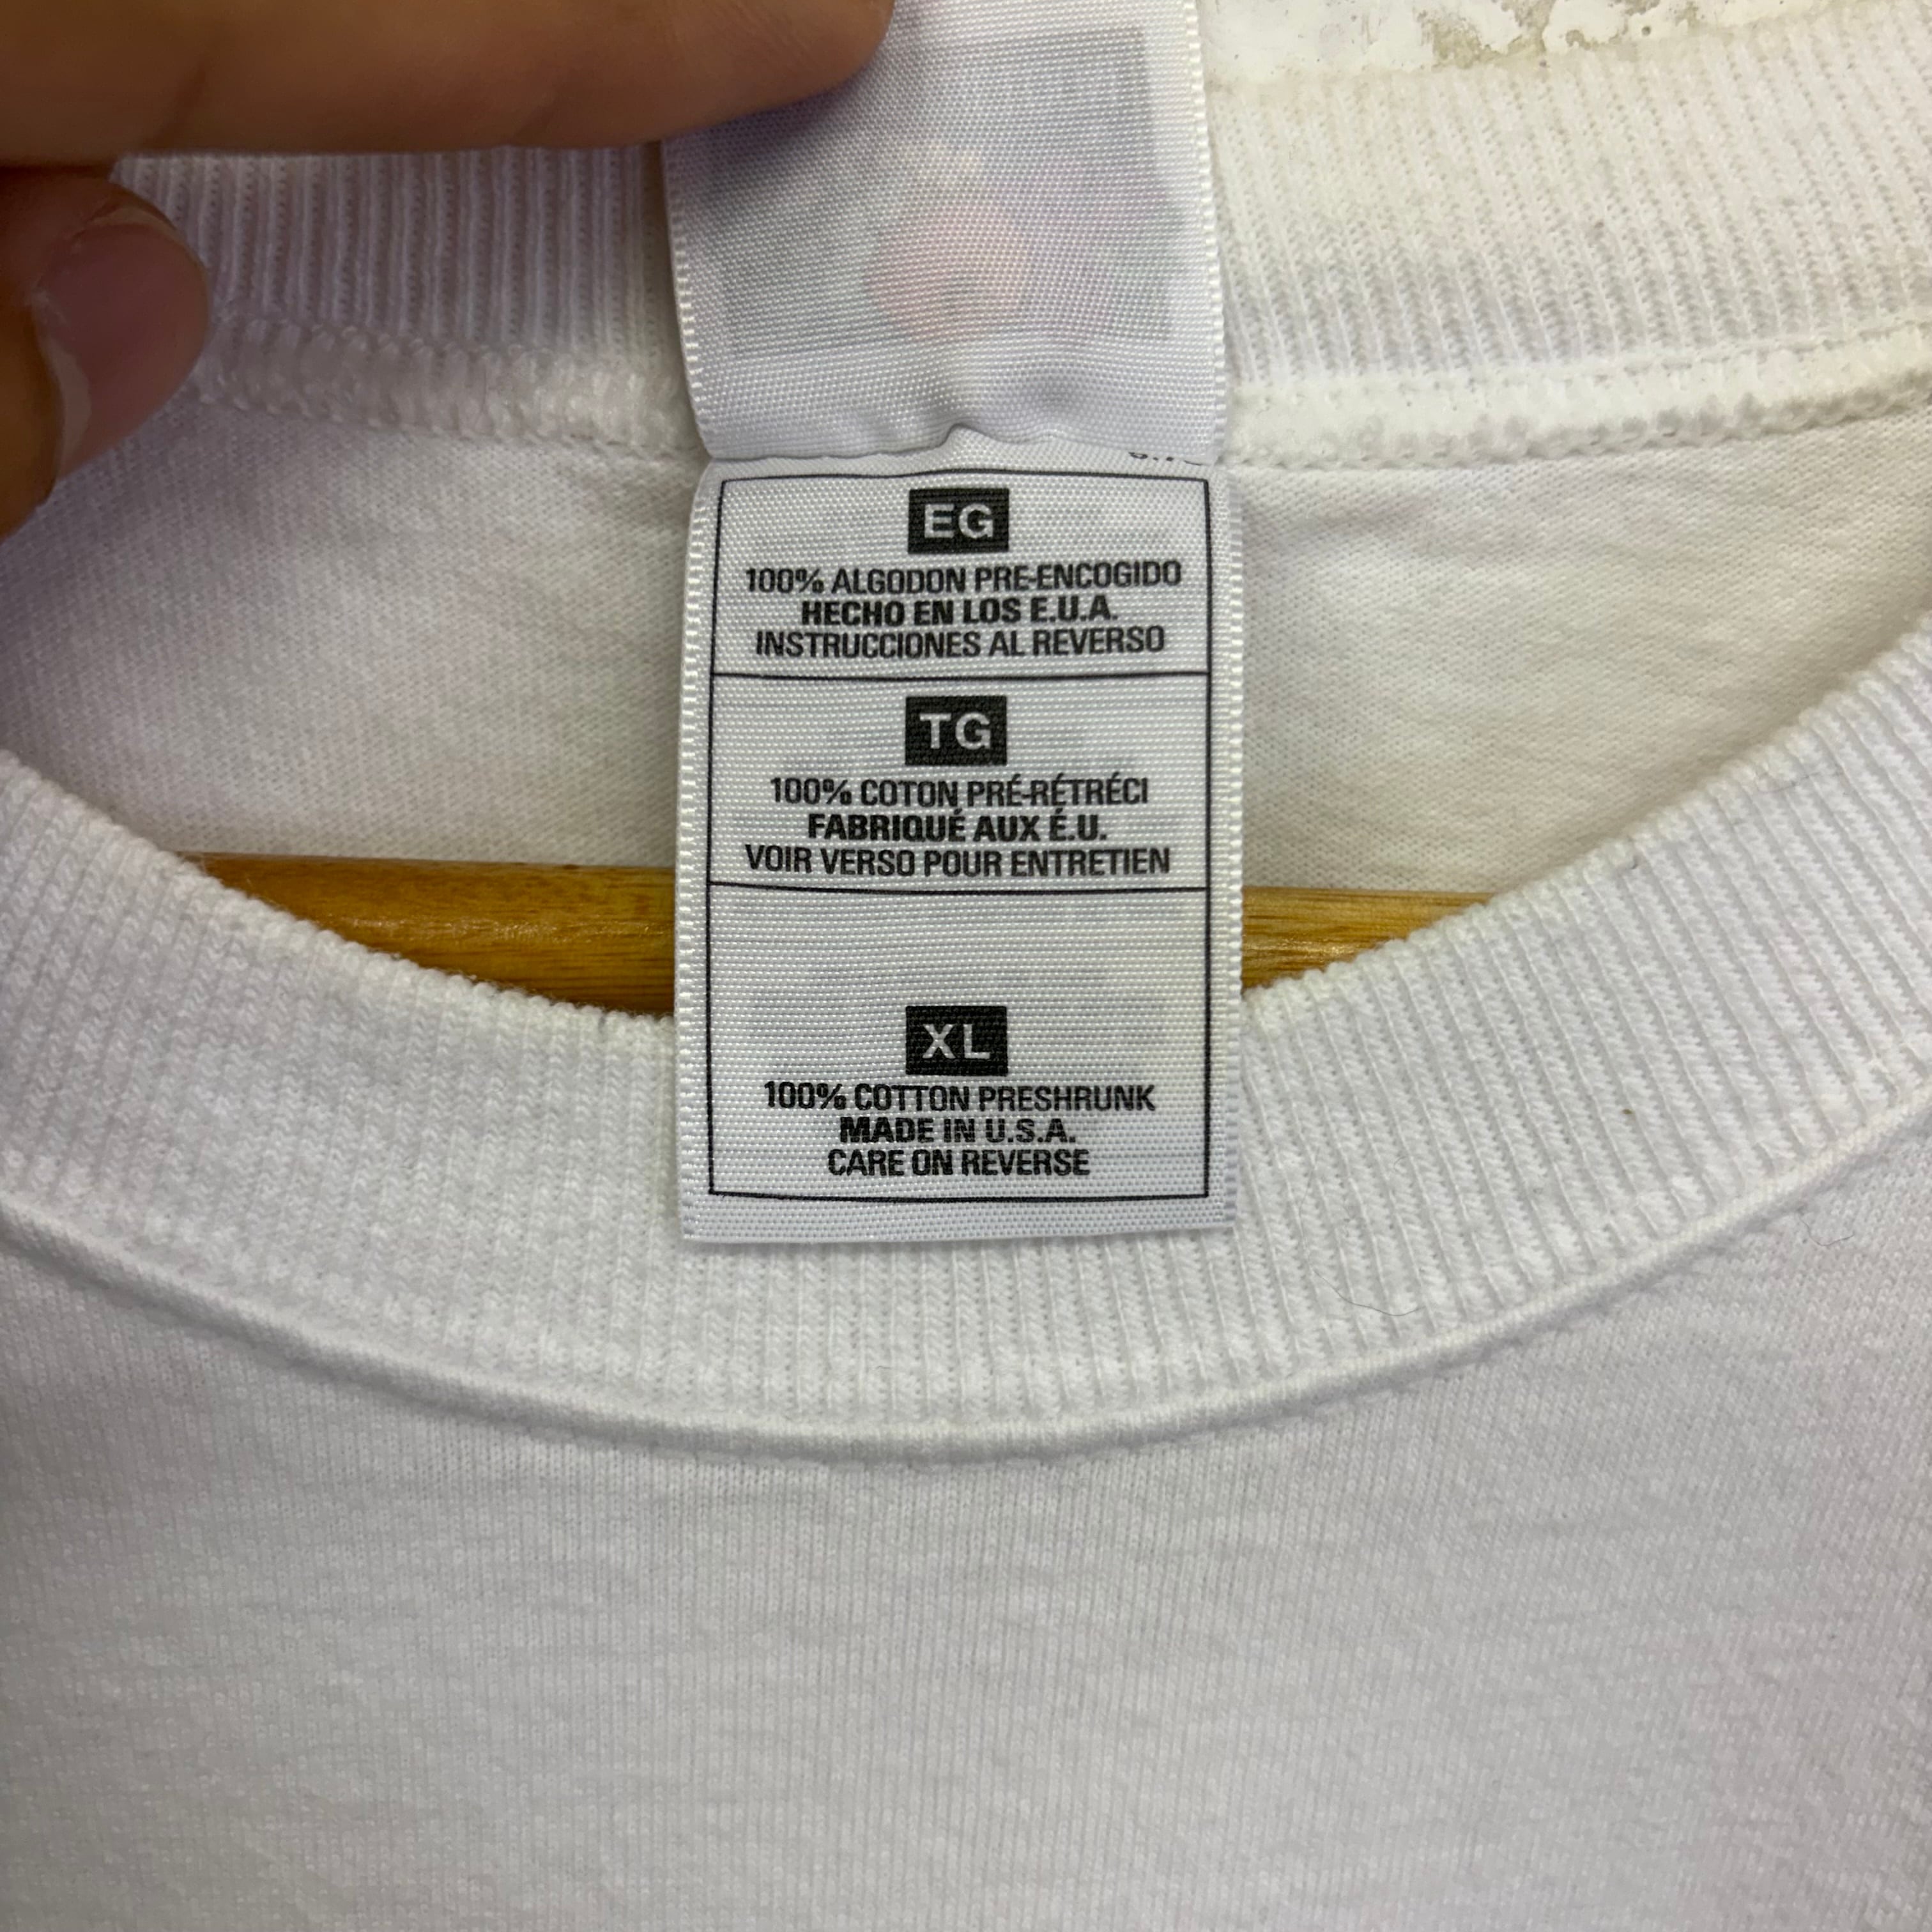 EG
100% ALGODON PRE-ENCOGIDO
HECHO EN LOS E.U.A.
INSTRUCCIONES AL REVERSO
TG
100% COTON PRÉ-RÉTRÉCI
FABRIQUÉ AUX É.U.
VOIR VERSO POUR ENTRETIEN
XL
100% COTTON PRESHRUNK
MADE IN U.S.A.
CARE ON REVERSE